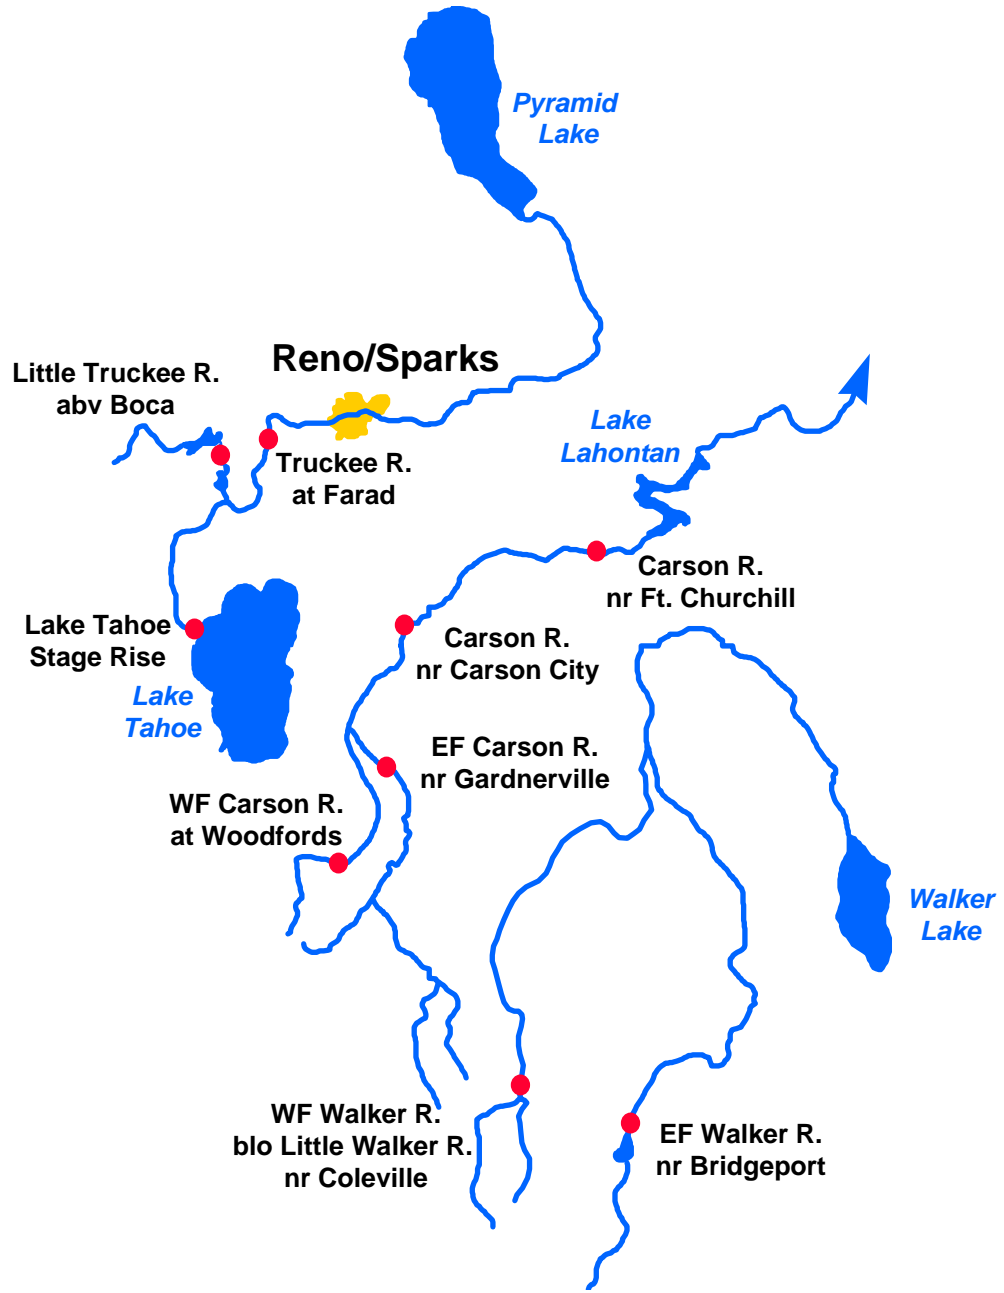 Pyramid
Lake
Reno/Sparks
Little Truckee R.
abv Boca
Lake
Lahontan
Truckee R.
at Farad
Carson R.
nr Ft. Churchill
Lake Tahoe
Stage Rise
Carson R.
nr Carson City
Lake
Tahoe
EF Carson R.
nr Gardnerville
WF Carson R.
at Woodfords
Walker
Lake
WF Walker R.
blo Little Walker R.
nr Coleville
EF Walker R.
nr Bridgeport